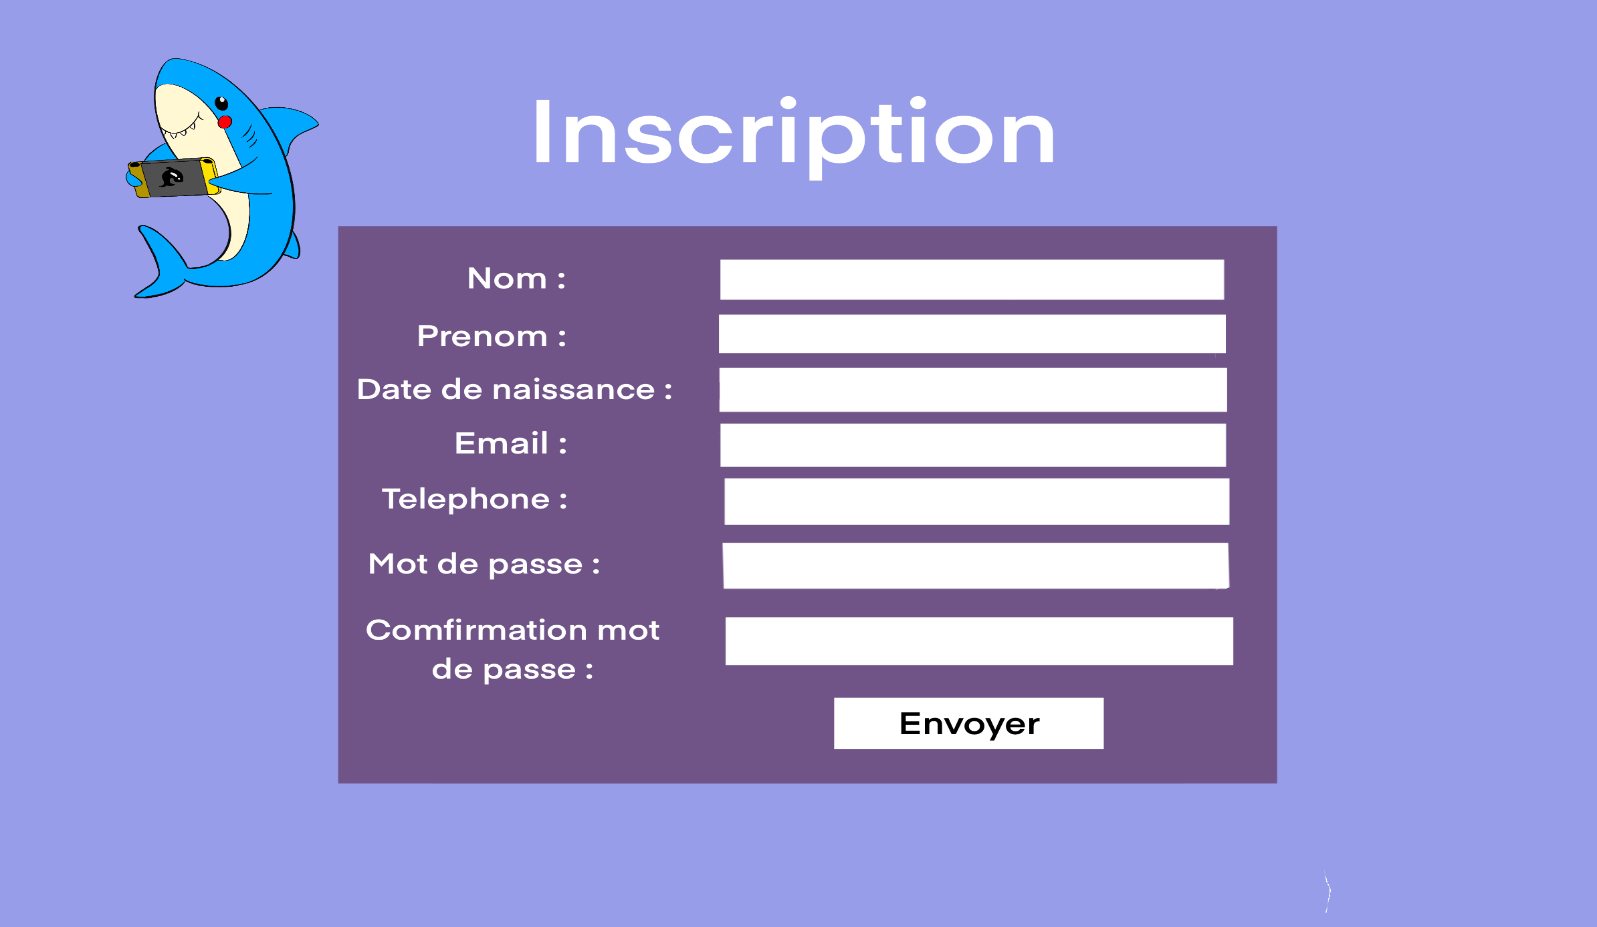 Inscription
Nom :
Prenom :
Date de naissance :
Email :
Telephone :
Mot de passe :
Comfirmation mot
de passe :
Envoyer